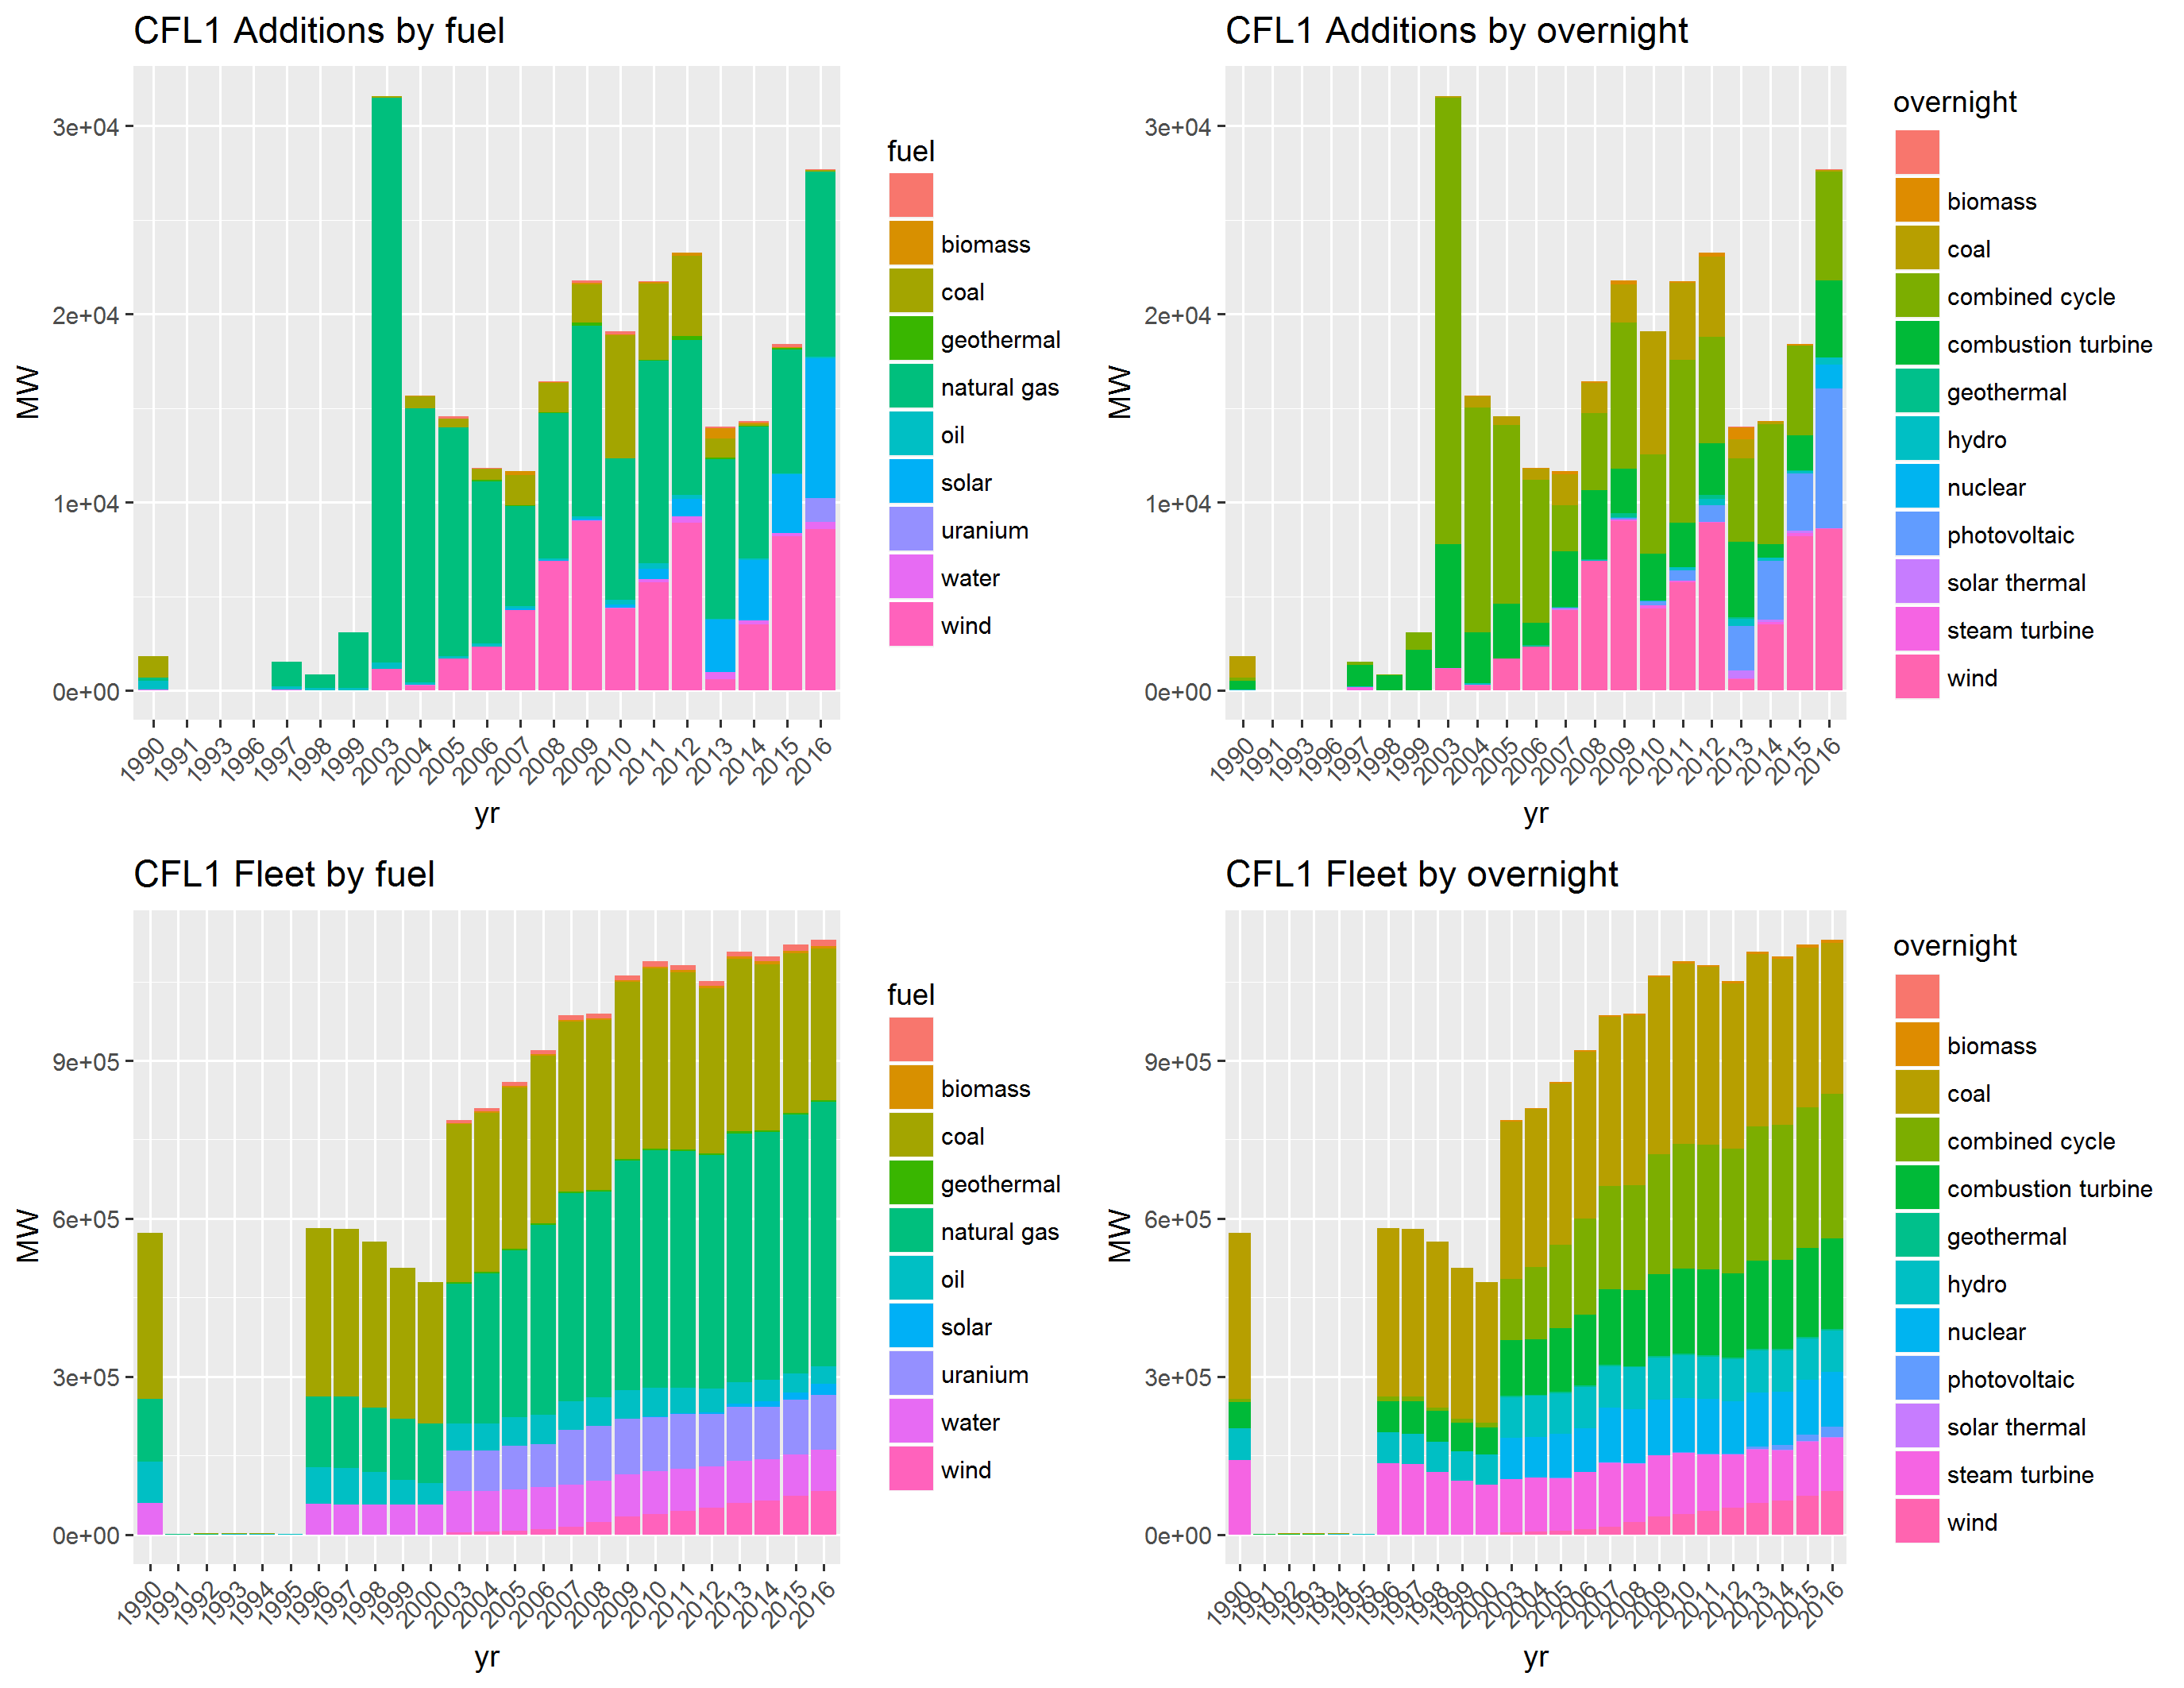 CFL1 Additions by fuel
MW
3e+04
2e+04
1e+04
0e+00
1990 1991 1993 1996 1997 1998 1999 2003 2004 2005 2006 2007 2008 2009 2010 2011 2012 2013 2014 2015 2016
yr
fuel
biomass
coal
geothermal
natural gas
oil
solar
uranium
water
wind
CFL1 Additions by overnight
MW
3e+04
2e+04
1e+04
0e+00
1990 1991 1993 1996 1997 1998 1999 2003 2004 2005 2006 2007 2008 2009 2010 2011 2012 2013 2014 2015 2016
yr
overnight
biomass
coal
combined cycle
combustion turbine
geothermal
hydro
nuclear
photovoltaic
solar thermal
steam turbine
wind
CFL1 Fleet by fuel
MW
9e+05
6e+05
3e+05
0e+00
1990 1991 1992 1993 1994 1995 1996 1997 1998 1999 2000 2003 2004 2005 2006 2007 2008 2009 2010 2011 2012 2013 2014 2015 2016
yr
fuel
biomass
coal
geothermal
natural gas
oil
solar
uranium
water
wind
CFL1 Fleet by overnight
MW
9e+05
6e+05
3e+05
0e+00
1990 1991 1992 1993 1994 1995 1996 1997 1998 1999 2000 2003 2004 2005 2006 2007 2008 2009 2010 2011 2012 2013 2014 2015 2016
yr
overnight
biomass
coal
combined cycle
combustion turbine
geothermal
hydro
nuclear
photovoltaic
solar thermal
steam turbine
wind